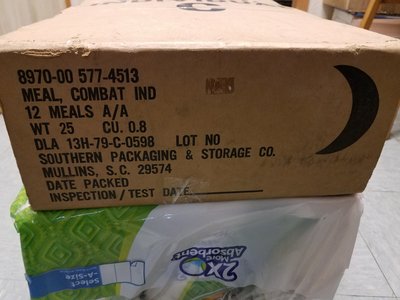 8970-00 577-4513
MEAL, COMBAT IND
12 MEALS A/A
WT 25 CU. 0.8
DLA 13H-79-C-0598 LOT NO
SOUTHERN PACKAGING & STORAGE CO.
MULLINS, S.C. 29574
DATE PACKED
INSPECTION/TEST DATE
2X
More
Absorbent
Select
-A-Size